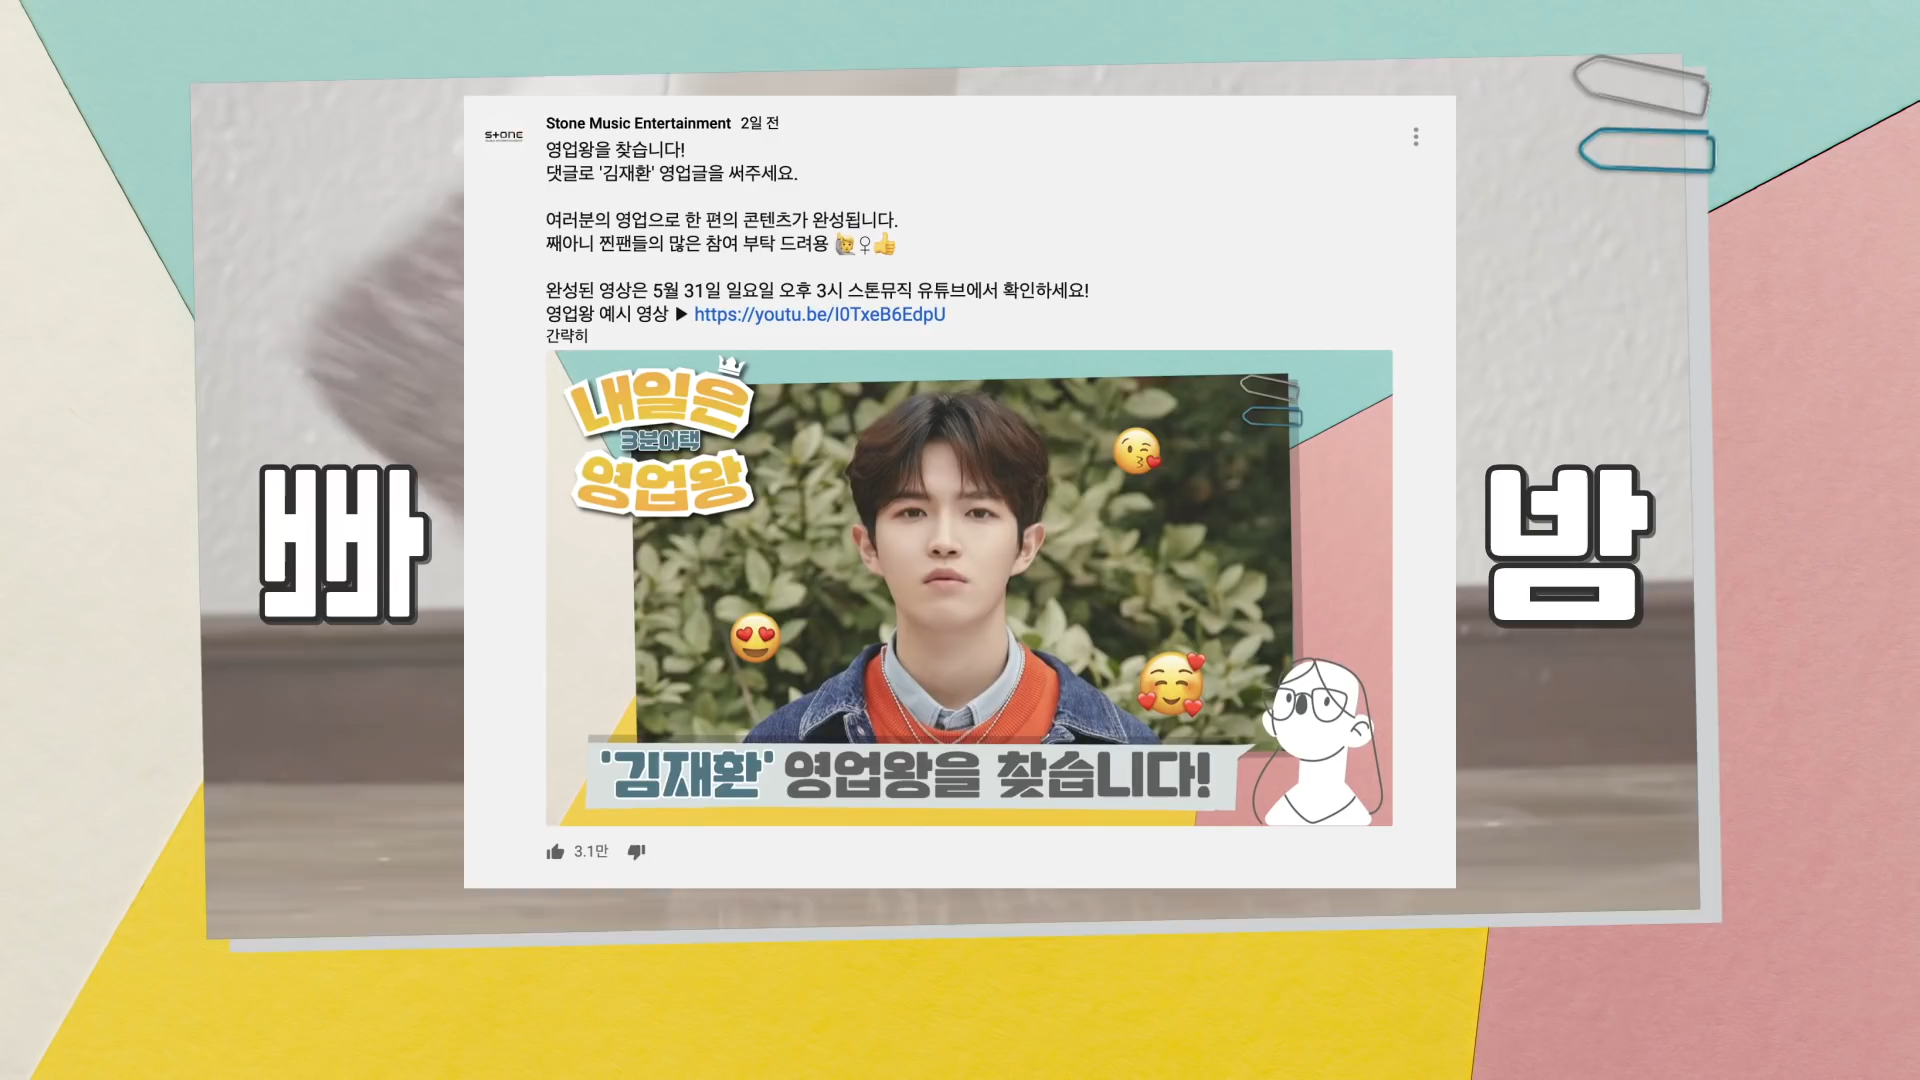 Stone Music Entertainment 2일 전
STONE
영업왕을 찾습니다!
댓글로 '김재환' 영업글을 써주세요.
여러분의 영업으로 한 편의 콘텐츠가 완성됩니다.
째아니 찐팬들의 많은 참여 부탁 드려용 🙋♀👍
완성된 영상은 5월 31일 일요일 오후 3시 스톤뮤직 유튜브에서 확인하세요!
영업왕 예시 영상 ▶ https://youtu.be/I0TxeB6EdpU
간략히
내일은
3분어택
영업왕
빠
밤
'김재환' 영업왕을 찾습니다!
3.1만